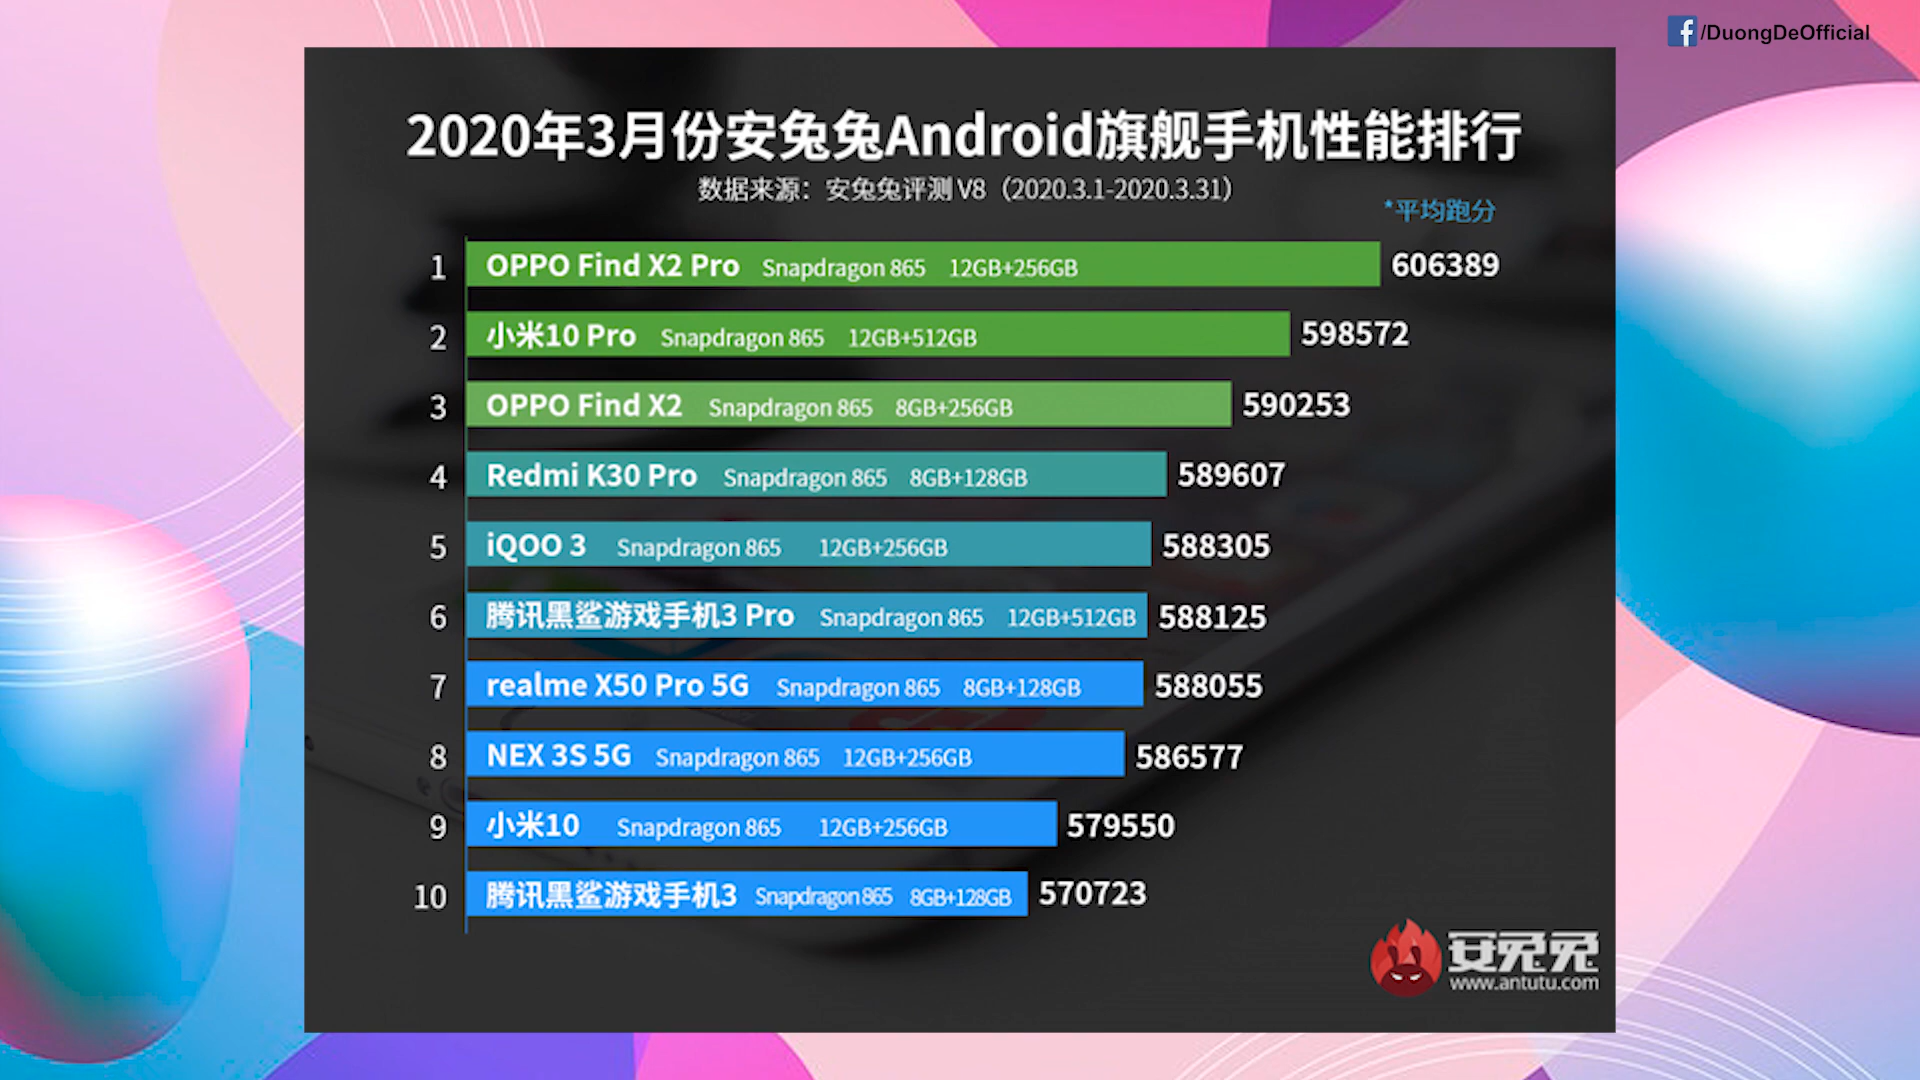 /DuongDeOfficial
2020年3月份安兔兔Android旗舰手机性能排行
数据来源：安兔兔评测 V8（2020.3.1-2020.3.31）
*平均跑分
1 OPPO Find X2 Pro Snapdragon 865 12GB+256GB 606389
2 小米10 Pro Snapdragon 865 12GB+512GB 598572
3 OPPO Find X2 Snapdragon 865 8GB+256GB 590253
4 Redmi K30 Pro Snapdragon 865 8GB+128GB 589607
5 iQOO 3 Snapdragon 865 12GB+256GB 588305
6 腾讯黑鲨游戏手机3 Pro Snapdragon 865 12GB+512GB 588125
7 realme X50 Pro 5G Snapdragon 865 8GB+128GB 588055
8 NEX 3S 5G Snapdragon 865 12GB+256GB 586577
9 小米10 Snapdragon 865 12GB+256GB 579550
10 腾讯黑鲨游戏手机3 Snapdragon 865 8GB+128GB 570723
安兔兔
www.antutu.com